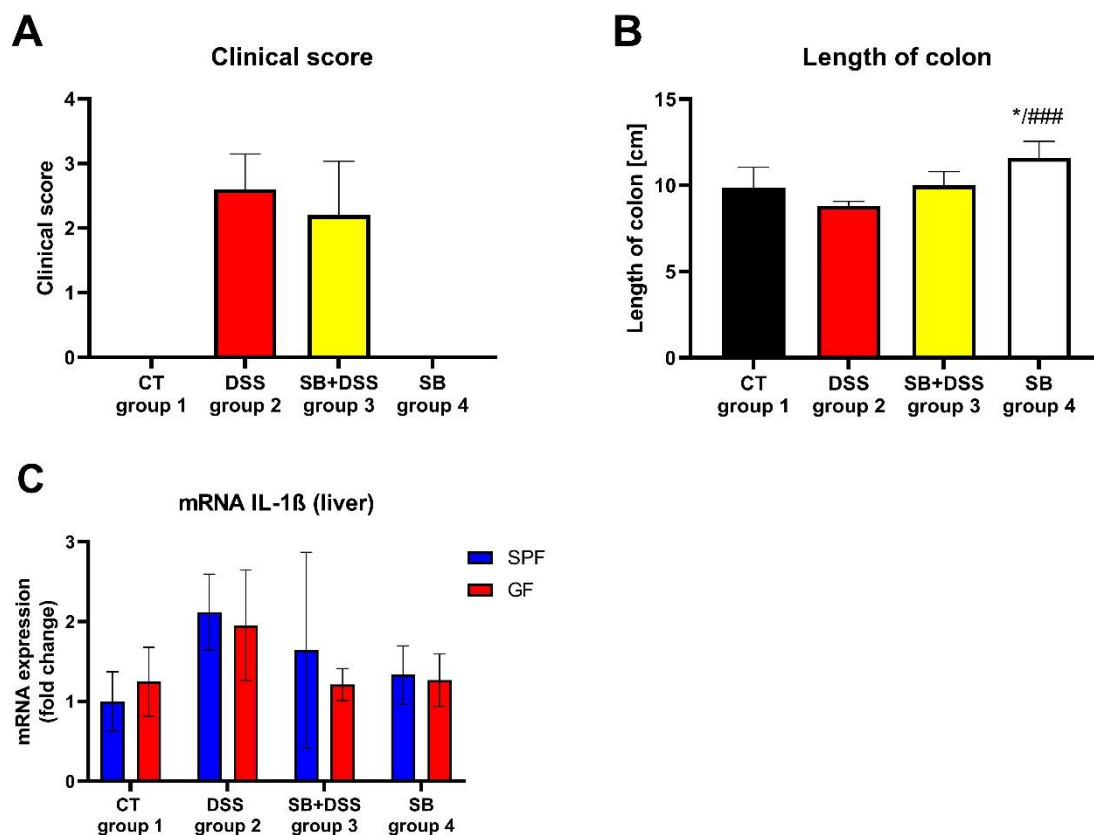 A
Clinical score
Clinical score
4
3
2
1
0
CT
group 1
DSS
group 2
SB+DSS
group 3
SB
group 4
B
Length of colon
Length of colon [cm]
15
10
5
0
*/###
CT
group 1
DSS
group 2
SB+DSS
group 3
SB
group 4
C
mRNA IL-1ß (liver)
mRNA expression
(fold change)
3
2
1
0
CT
group 1
DSS
group 2
SB+DSS
group 3
SB
group 4
SPF
GF